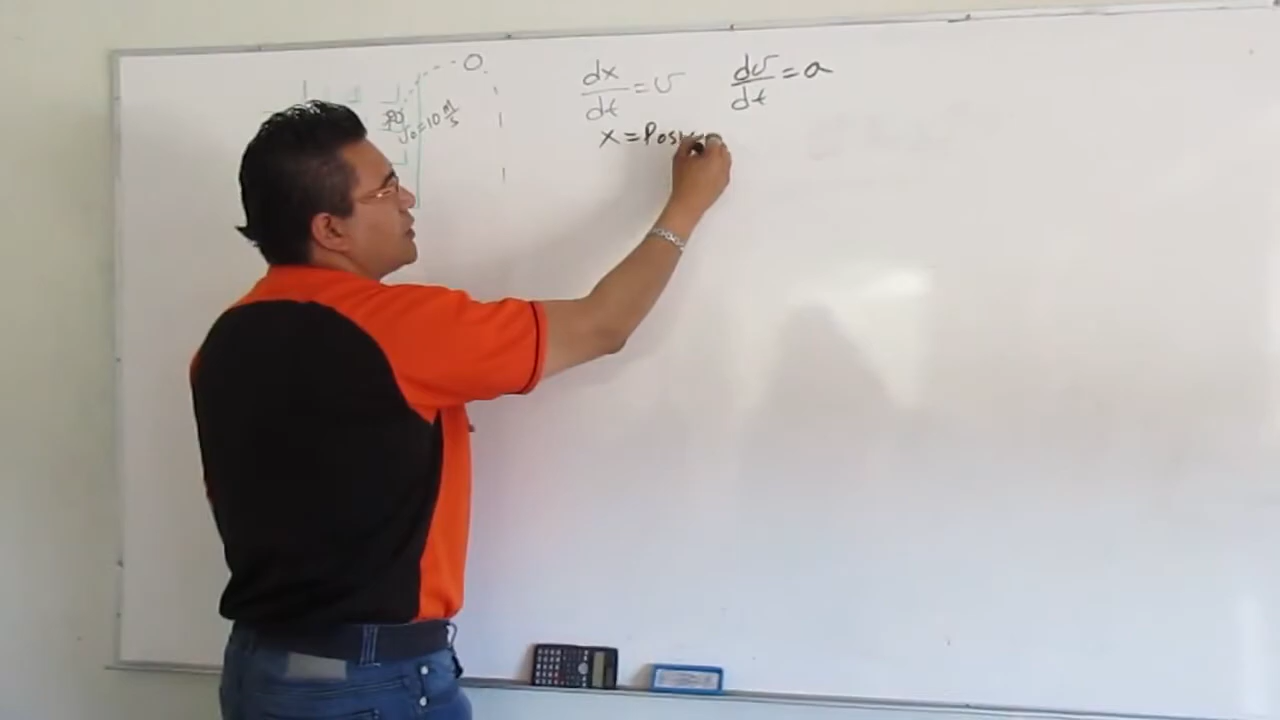 dx/dt = v    dv/dt = a
x = Posi
v₀ = 10 m/s